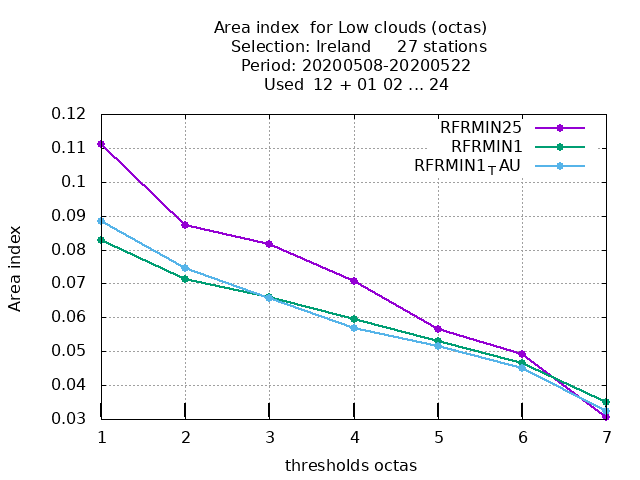 Area index  for Low clouds (octas)
Selection: Ireland     27 stations
Period: 20200508-20200522
Used  12 + 01 02 ... 24
RFRMIN25
RFRMIN1
RFRMIN1TAU
0.12
0.11
0.1
0.09
0.08
0.07
0.06
0.05
0.04
0.03
Area index
1 2 3 4 5 6 7
thresholds octas